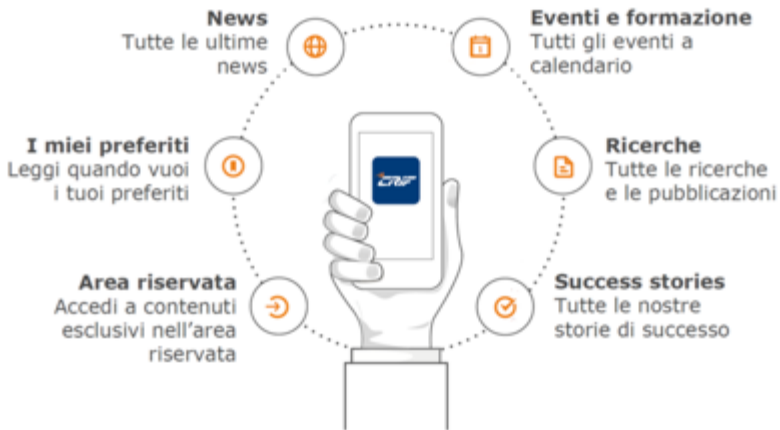 News
Tutte le ultime
news
Eventi e formazione
Tutti gli eventi a
calendario
I miei preferiti
Leggi quando vuoi
i tuoi preferiti
CRIF
Ricerche
Tutte le ricerche
e le pubblicazioni
Area riservata
Accedi a contenuti
esclusivi nell'area
riservata
Success stories
Tutte le nostre
storie di successo